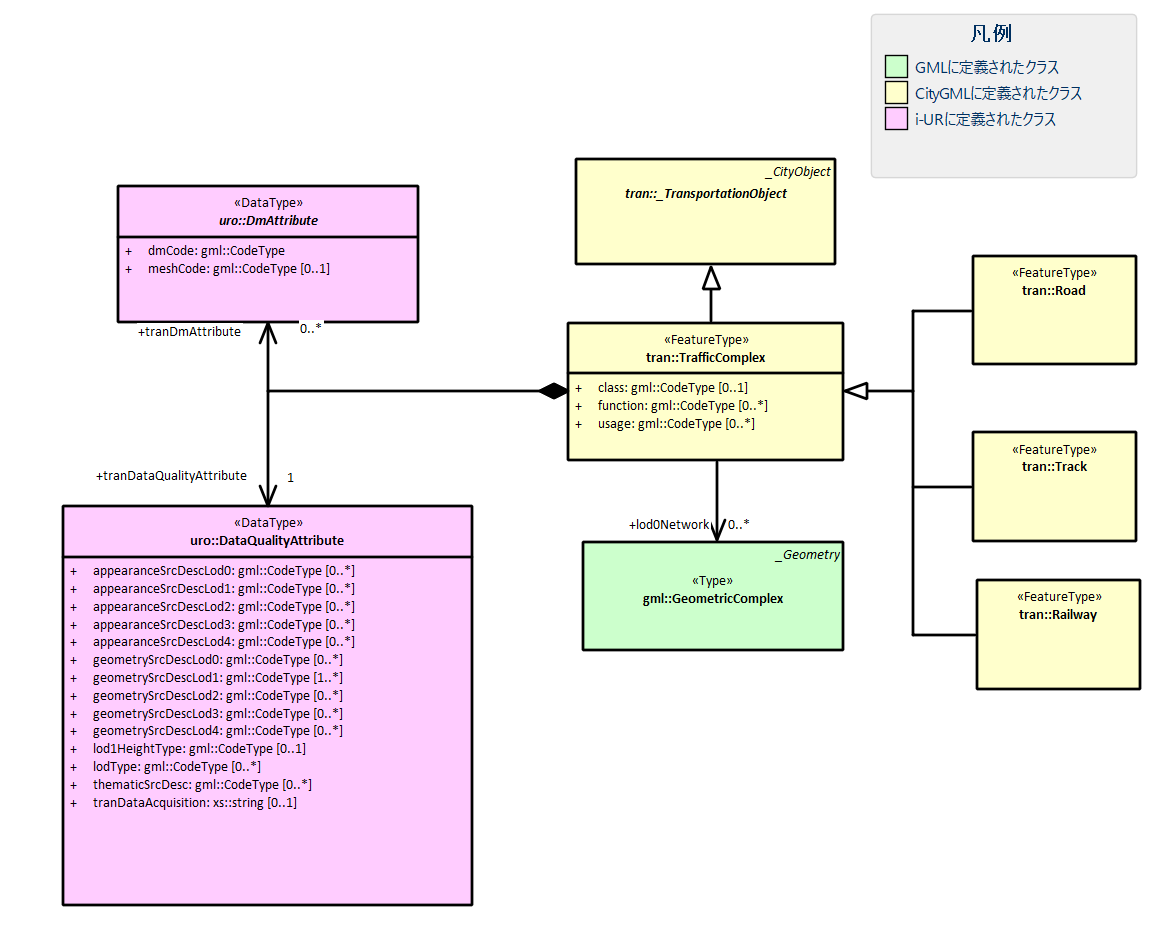 凡例
GMLに定義されたクラス
CityGMLに定義されたクラス
i-URに定義されたクラス
_CityObject
tran::_TransportationObject
«DataType»
uro::DmAttribute
+ dmCode: gml::CodeType
+ meshCode: gml::CodeType [0..1]
+tranDmAttribute
0..*
«FeatureType»
tran::TrafficComplex
+ class: gml::CodeType [0..1]
+ function: gml::CodeType [0..*]
+ usage: gml::CodeType [0..*]
«FeatureType»
tran::Road
«FeatureType»
tran::Track
«FeatureType»
tran::Railway
+lod0Network
0..*
_Geometry
«Type»
gml::GeometricComplex
+tranDataQualityAttribute
1
«DataType»
uro::DataQualityAttribute
+ appearanceSrcDescLod0: gml::CodeType [0..*]
+ appearanceSrcDescLod1: gml::CodeType [0..*]
+ appearanceSrcDescLod2: gml::CodeType [0..*]
+ appearanceSrcDescLod3: gml::CodeType [0..*]
+ appearanceSrcDescLod4: gml::CodeType [0..*]
+ geometrySrcDescLod0: gml::CodeType [0..*]
+ geometrySrcDescLod1: gml::CodeType [1..*]
+ geometrySrcDescLod2: gml::CodeType [0..*]
+ geometrySrcDescLod3: gml::CodeType [0..*]
+ geometrySrcDescLod4: gml::CodeType [0..*]
+ lod1HeightType: gml::CodeType [0..1]
+ lodType: gml::CodeType [0..*]
+ thematicSrcDesc: gml::CodeType [0..*]
+ tranDataAcquisition: xs::string [0..1]